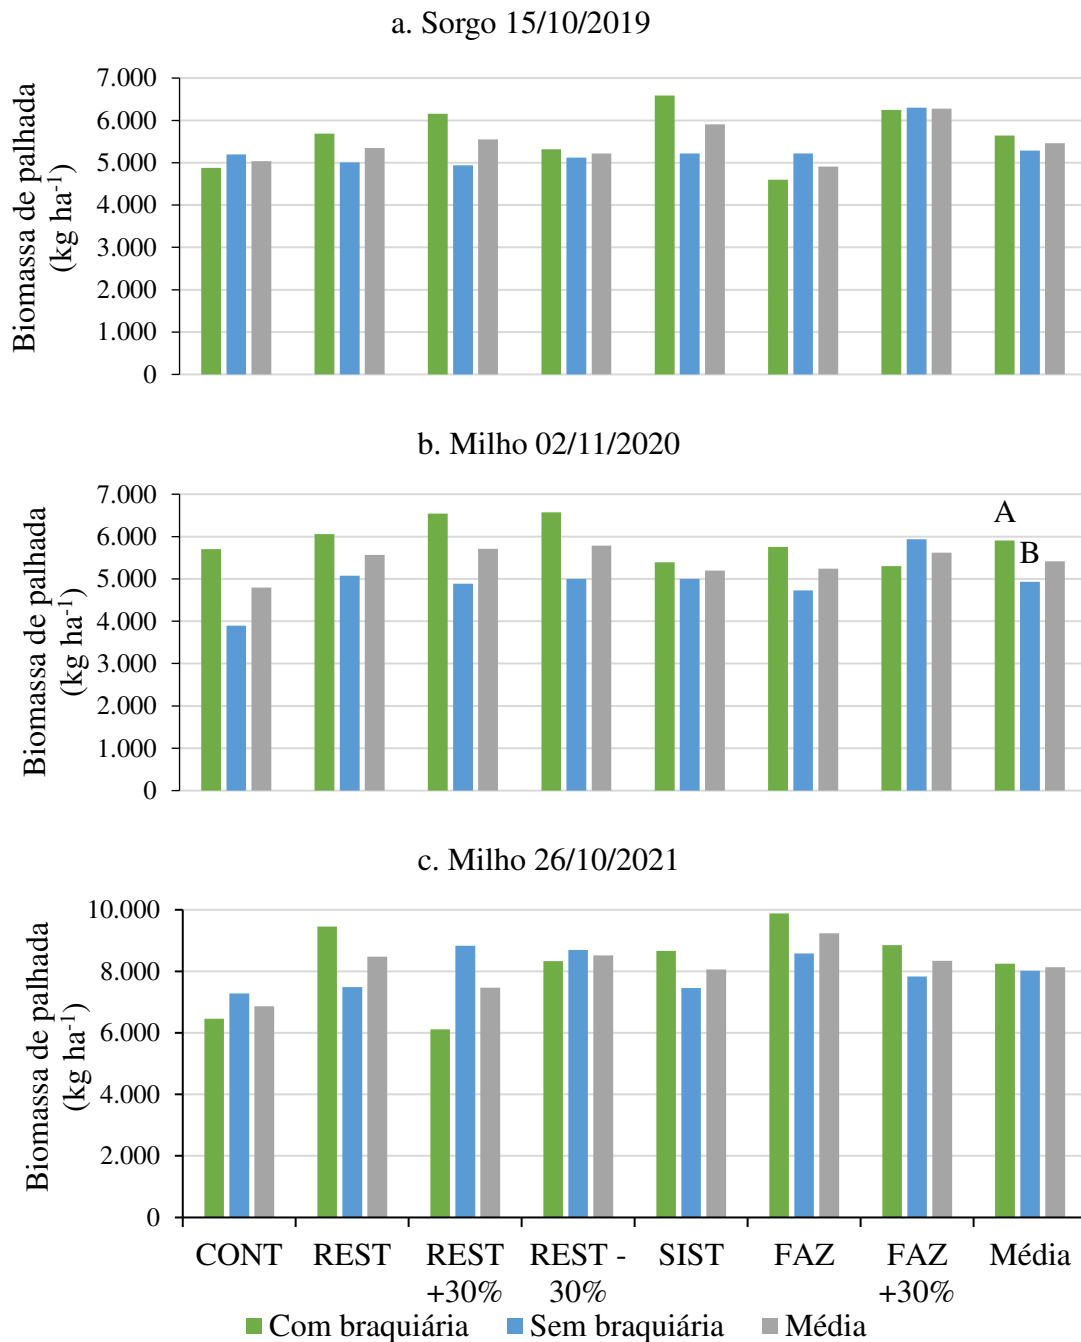 a. Sorgo 15/10/2019
Biomassa de palhada
(kg ha-1)
7.000
6.000
5.000
4.000
3.000
2.000
1.000
0
b. Milho 02/11/2020
Biomassa de palhada
(kg ha-1)
7.000
6.000
5.000
4.000
3.000
2.000
1.000
0
A
B
c. Milho 26/10/2021
Biomassa de palhada
(kg ha-1)
10.000
8.000
6.000
4.000
2.000
0
CONT
REST
REST
+30%
REST -
30%
SIST
FAZ
FAZ
+30%
Média
Com braquiária
Sem braquiária
Média